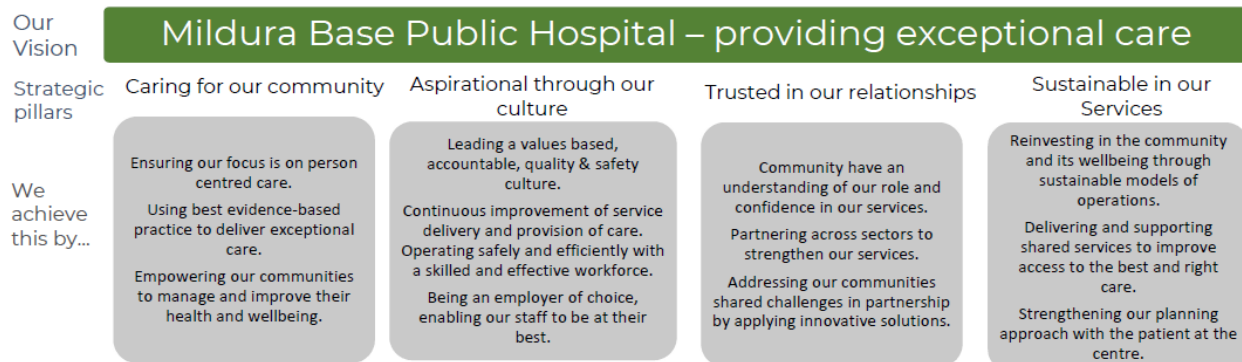 Our
Vision
Mildura Base Public Hospital – providing exceptional care
Strategic
pillars
Caring for our community
Aspirational through our
culture
Trusted in our relationships
Sustainable in our
Services
We
achieve
this by...
Ensuring our focus is on person
centred care.
Using best evidence-based
practice to deliver exceptional
care.
Empowering our communities
to manage and improve their
health and wellbeing.
Leading a values based,
accountable, quality & safety
culture.
Continuous improvement of service
delivery and provision of care.
Operating safely and efficiently with
a skilled and effective workforce.
Being an employer of choice,
enabling our staff to be at their
best.
Community have an
understanding of our role and
confidence in our services.
Partnering across sectors to
strengthen our services.
Addressing our communities
shared challenges in partnership
by applying innovative solutions.
Reinvesting in the community
and its wellbeing through
sustainable models of
operations.
Delivering and supporting
shared services to improve
access to the best and right
care.
Strengthening our planning
approach with the patient at the
centre.